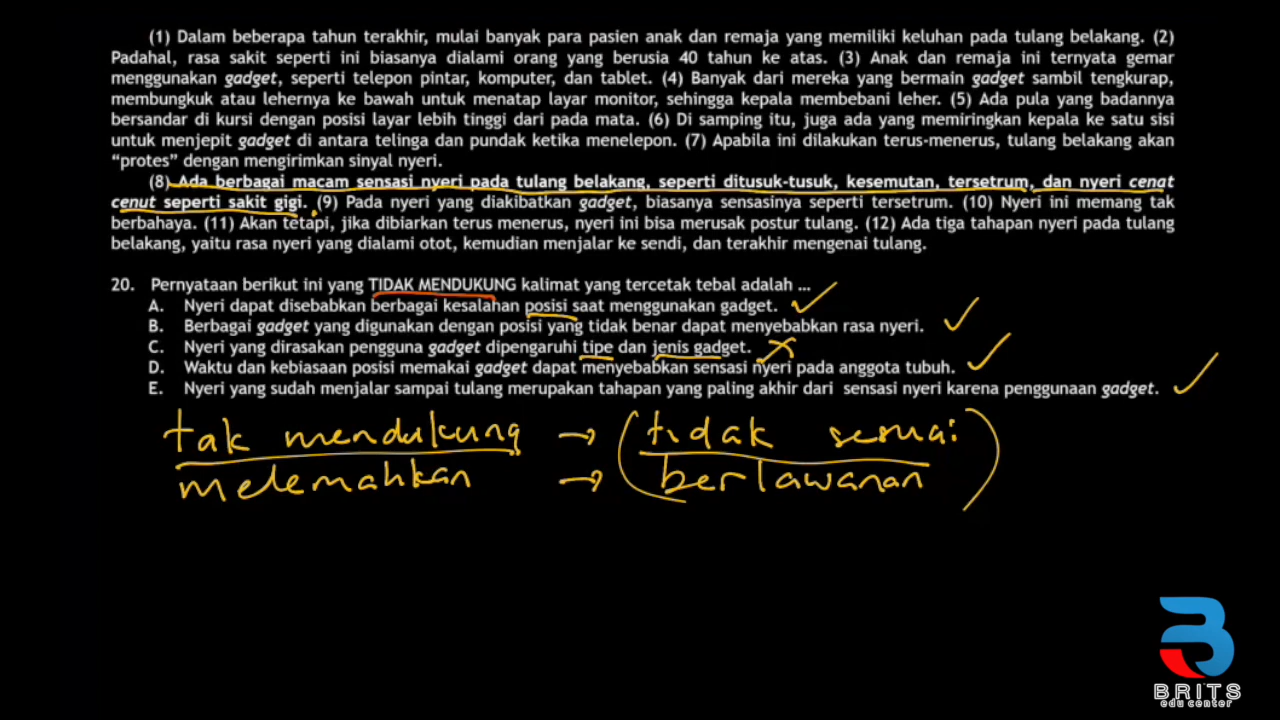 (1) Dalam beberapa tahun terakhir, mulai banyak para pasien anak dan remaja yang memiliki keluhan pada tulang belakang. (2)
Padahal, rasa sakit seperti ini biasanya dialami orang yang berusia 40 tahun ke atas. (3) Anak dan remaja ini ternyata gemar
menggunakan gadget, seperti telepon pintar, komputer, dan tablet. (4) Banyak dari mereka yang bermain gadget sambil tengkurap,
membungkuk atau lehernya ke bawah untuk menatap layar monitor, sehingga kepala membebani leher. (5) Ada pula yang badannya
bersandar di kursi dengan posisi layar lebih tinggi dari pada mata. (6) Di samping itu, juga ada yang memiringkan kepala ke satu sisi
untuk menjepit gadget di antara telinga dan pundak ketika menelepon. (7) Apabila ini dilakukan terus-menerus, tulang belakang akan
“protes” dengan mengirimkan sinyal nyeri.
(8) Ada berbagai macam sensasi nyeri pada tulang belakang, seperti ditusuk-tusuk, kesemutan, tersetrum, dan nyeri cenat
cenut seperti sakit gigi. (9) Pada nyeri yang diakibatkan gadget, biasanya sensasinya seperti tersetrum. (10) Nyeri ini memang tak
berbahaya. (11) Akan tetapi, jika dibiarkan terus menerus, nyeri ini bisa merusak postur tulang. (12) Ada tiga tahapan nyeri pada tulang
belakang, yaitu rasa nyeri yang dialami otot, kemudian menjalar ke sendi, dan terakhir mengenai tulang.
20. Pernyataan berikut ini yang TIDAK MENDUKUNG kalimat yang tercetak tebal adalah ...
A. Nyeri dapat disebabkan berbagai kesalahan posisi saat menggunakan gadget.
B. Berbagai gadget yang digunakan dengan posisi yang tidak benar dapat menyebabkan rasa nyeri.
C. Nyeri yang dirasakan pengguna gadget dipengaruhi tipe dan jenis gadget.
D. Waktu dan kebiasaan posisi memakai gadget dapat menyebabkan sensasi nyeri pada anggota tubuh.
E. Nyeri yang sudah menjalar sampai tulang merupakan tahapan yang paling akhir dari sensasi nyeri karena penggunaan gadget.
tak mendukung → (tidak sesuai
melemahkan → berlawanan)
BRITS
edu center